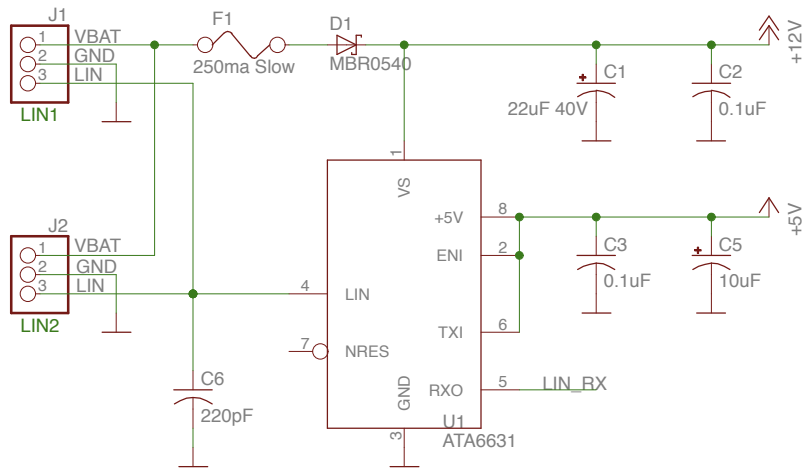 J1
1 VBAT
2 GND
3 LIN
LIN1
F1
250ma Slow
D1
MBR0540
+12V
C1
22uF 40V
C2
0.1uF
1
VS
+5V 8
ENI 2
TXI 6
RXO 5
LIN_RX
+5V
C3
0.1uF
C5
10uF
J2
1 VBAT
2 GND
3 LIN
LIN2
4 LIN
7 NRES
GND
3
U1
ATA6631
C6
220pF